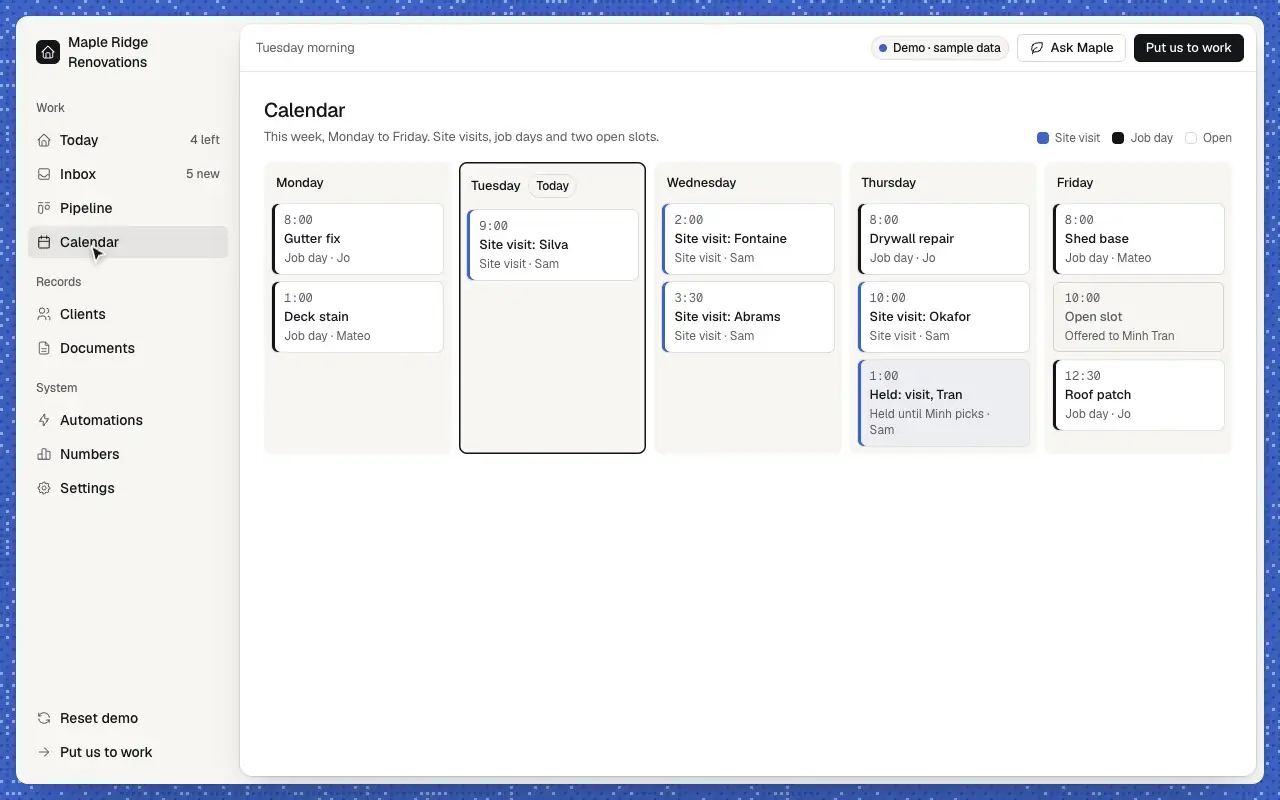 Maple Ridge
Renovations
Work
Today 4 left
Inbox 5 new
Pipeline
Calendar
Records
Clients
Documents
System
Automations
Numbers
Settings
Reset demo
Put us to work
Tuesday morning
Demo · sample data
Ask Maple
Put us to work
Calendar
This week, Monday to Friday. Site visits, job days and two open slots.
Site visit
Job day
Open
Monday
8:00
Gutter fix
Job day · Jo
1:00
Deck stain
Job day · Mateo
Tuesday Today
9:00
Site visit: Silva
Site visit · Sam
Wednesday
2:00
Site visit: Fontaine
Site visit · Sam
3:30
Site visit: Abrams
Site visit · Sam
Thursday
8:00
Drywall repair
Job day · Jo
10:00
Site visit: Okafor
Site visit · Sam
1:00
Held: visit, Tran
Held until Minh picks ·
Sam
Friday
8:00
Shed base
Job day · Mateo
10:00
Open slot
Offered to Minh Tran
12:30
Roof patch
Job day · Jo